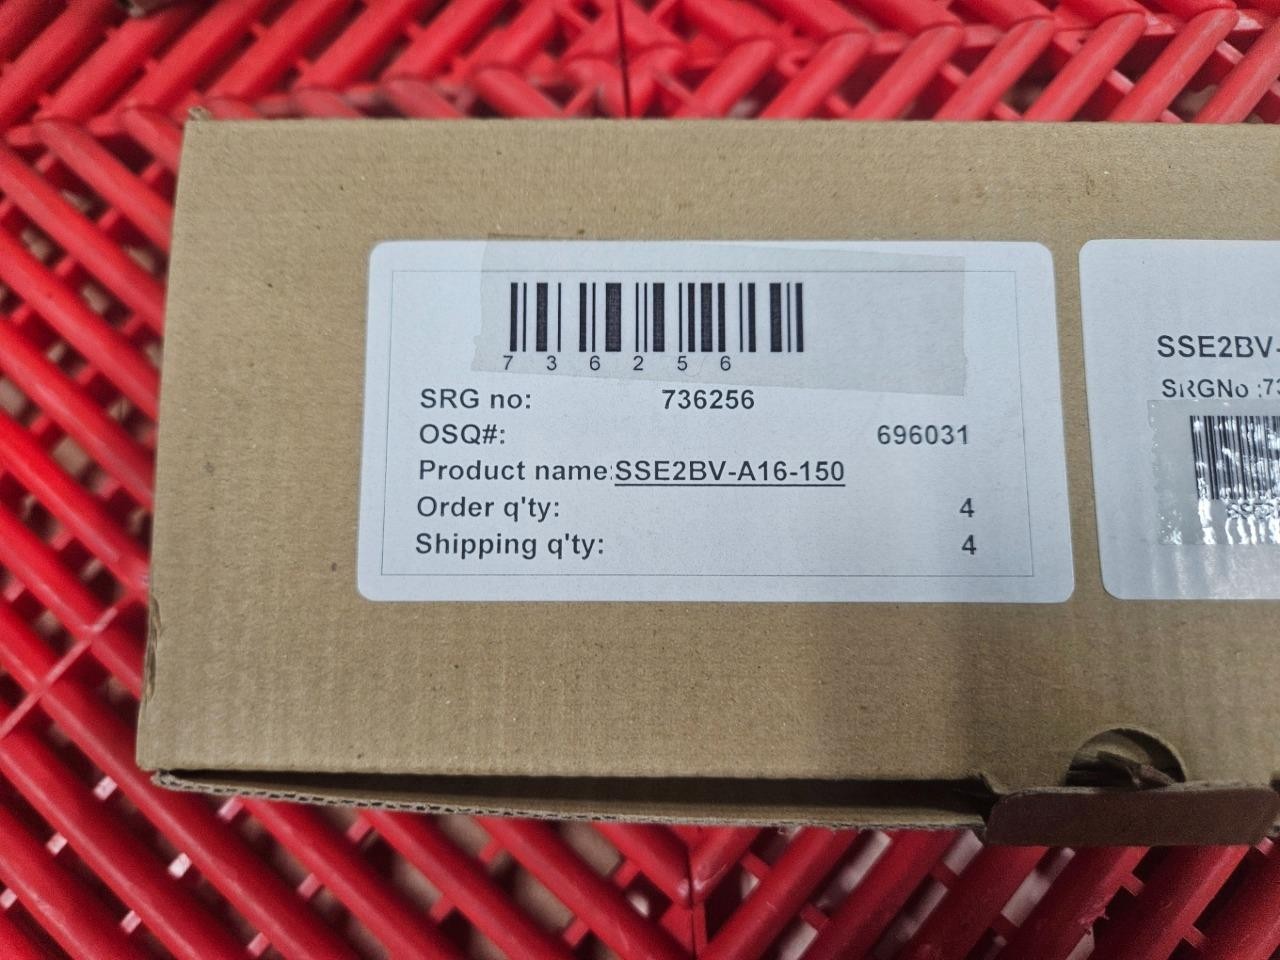 7 3 6 2 5 6
SRG no: 736256
OSQ#: 696031
Product name:SSE2BV-A16-150
Order q'ty: 4
Shipping q'ty: 4
SSE2BV-
SRGNo :73